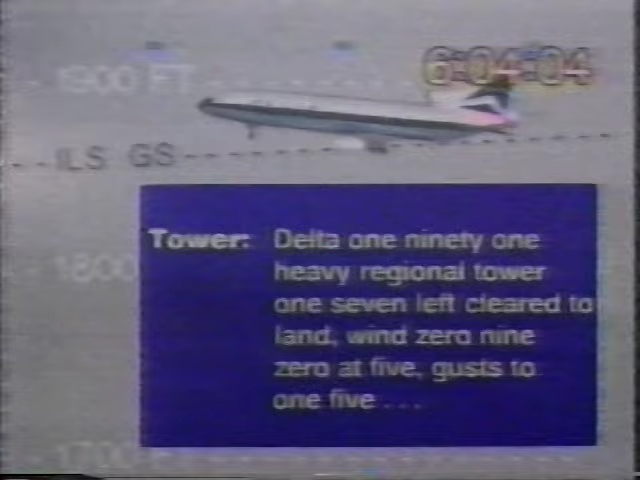 1900 FT
6:04:04
ILS GS
1800
Tower: Delta one ninety one
heavy regional tower
one seven left cleared to
land, wind zero nine
zero at five, gusts to
one five . . .
1700